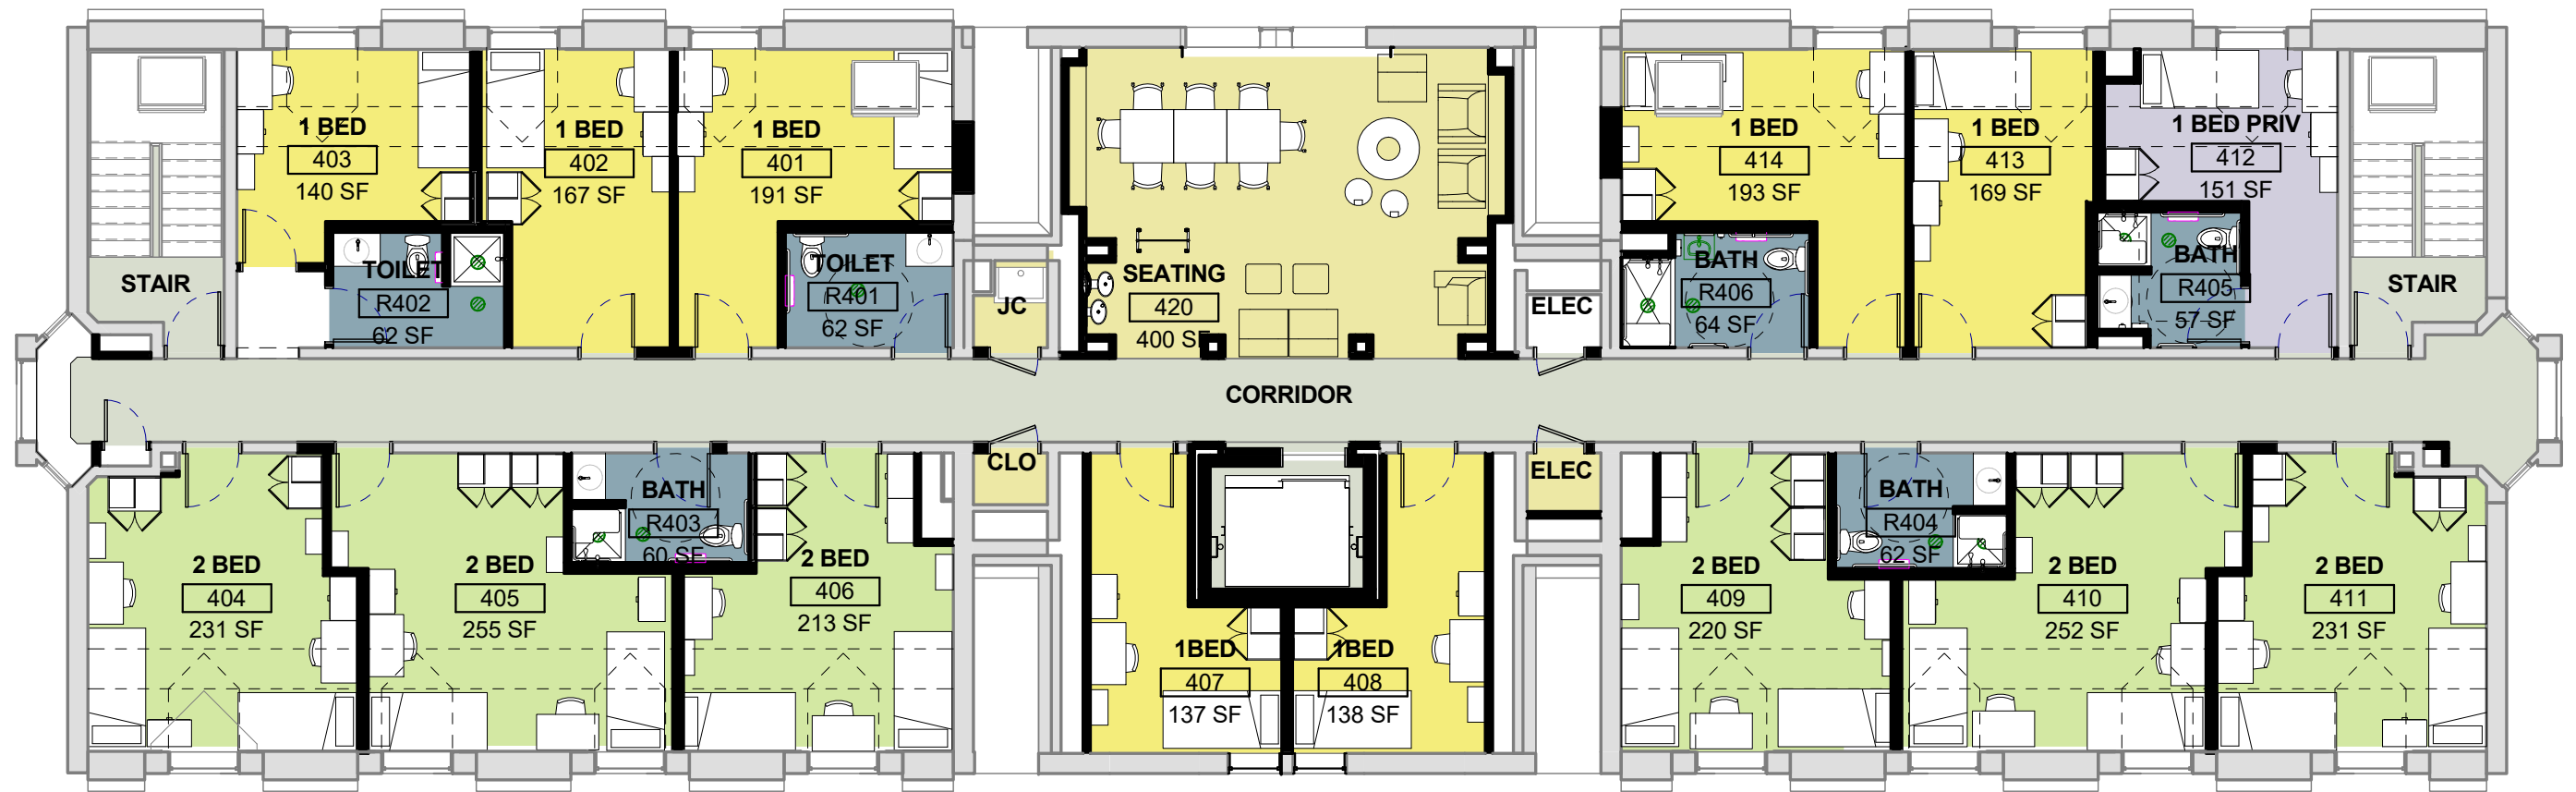 1 BED
403
140 SF
1 BED
402
167 SF
1 BED
401
191 SF
1 BED
414
193 SF
1 BED
413
169 SF
1 BED PRIV
412
151 SF
STAIR
TOILET
R402
62 SF
TOILET
R401
62 SF
JC
SEATING
420
400 SF
ELEC
BATH
R406
64 SF
BATH
R405
57 SF
STAIR
CORRIDOR
CLO
ELEC
2 BED
404
231 SF
2 BED
405
255 SF
BATH
R403
60 SF
2 BED
406
213 SF
1BED
407
137 SF
1BED
408
138 SF
2 BED
409
220 SF
BATH
R404
62 SF
2 BED
410
252 SF
2 BED
411
231 SF